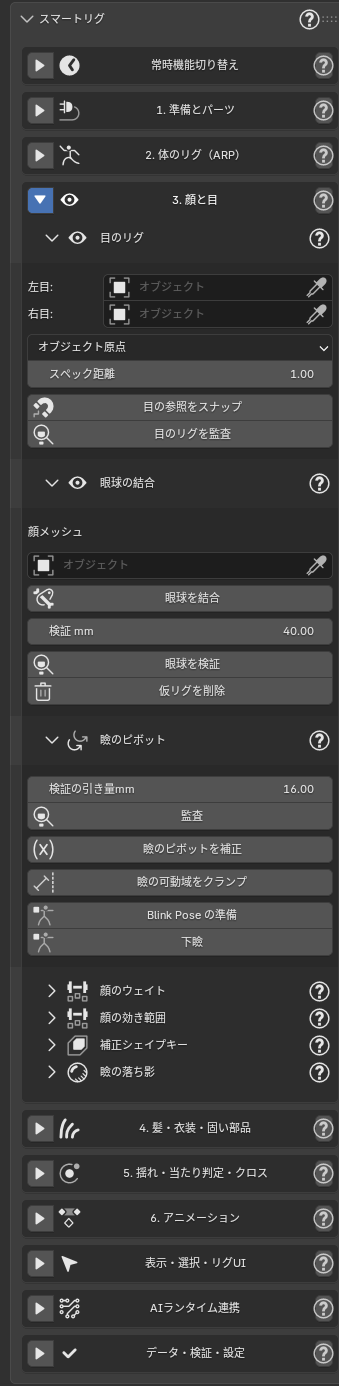 スマートリグ
常時機能切り替え
1. 準備とパーツ
2. 体のリグ（ARP）
3. 顔と目
目のリグ
左目: オブジェクト
右目: オブジェクト
オブジェクト原点
スペック距離 1.00
目の参照をスナップ
目のリグを監査
眼球の結合
顔メッシュ
オブジェクト
眼球を結合
検証 mm 40.00
眼球を検証
仮リグを削除
瞼のピボット
検証の引き量mm 16.00
監査
瞼のピボットを補正
瞼の可動域をクランプ
Blink Pose の準備
下瞼
顔のウェイト
顔の効き範囲
補正シェイプキー
瞼の落ち影
4. 髪・衣装・固い部品
5. 揺れ・当たり判定・クロス
6. アニメーション
表示・選択・リグUI
AIランタイム連携
データ・検証・設定